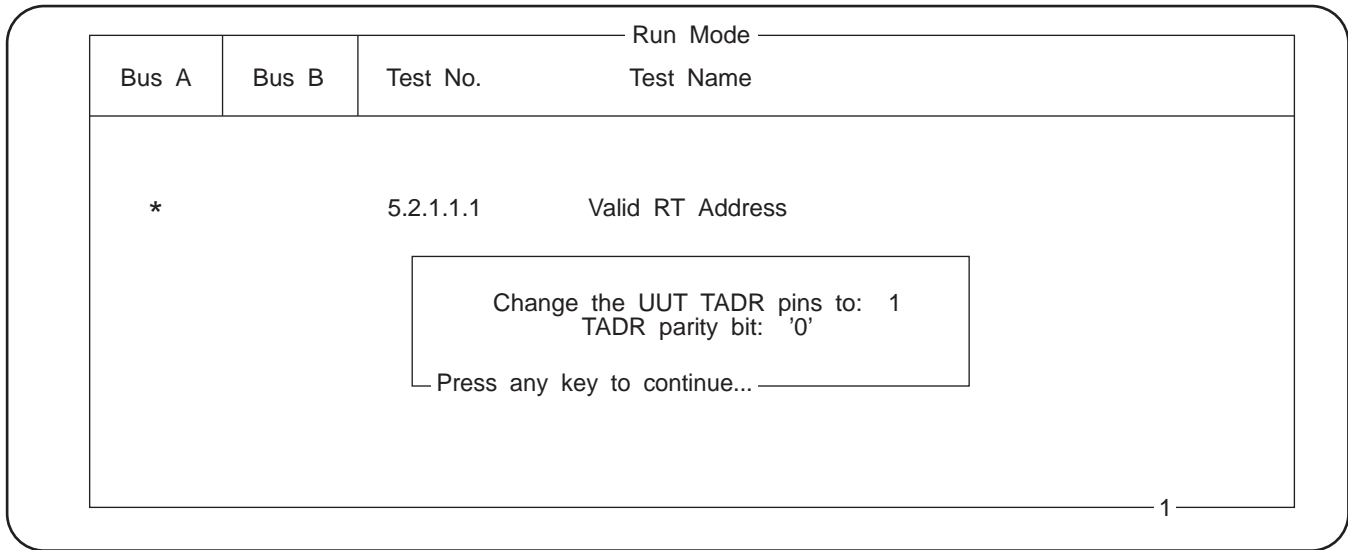 Run Mode
Bus A Bus B Test No. Test Name
* 5.2.1.1.1 Valid RT Address
Change the UUT TADR pins to: 1
TADR parity bit: ’0’
Press any key to continue...
1